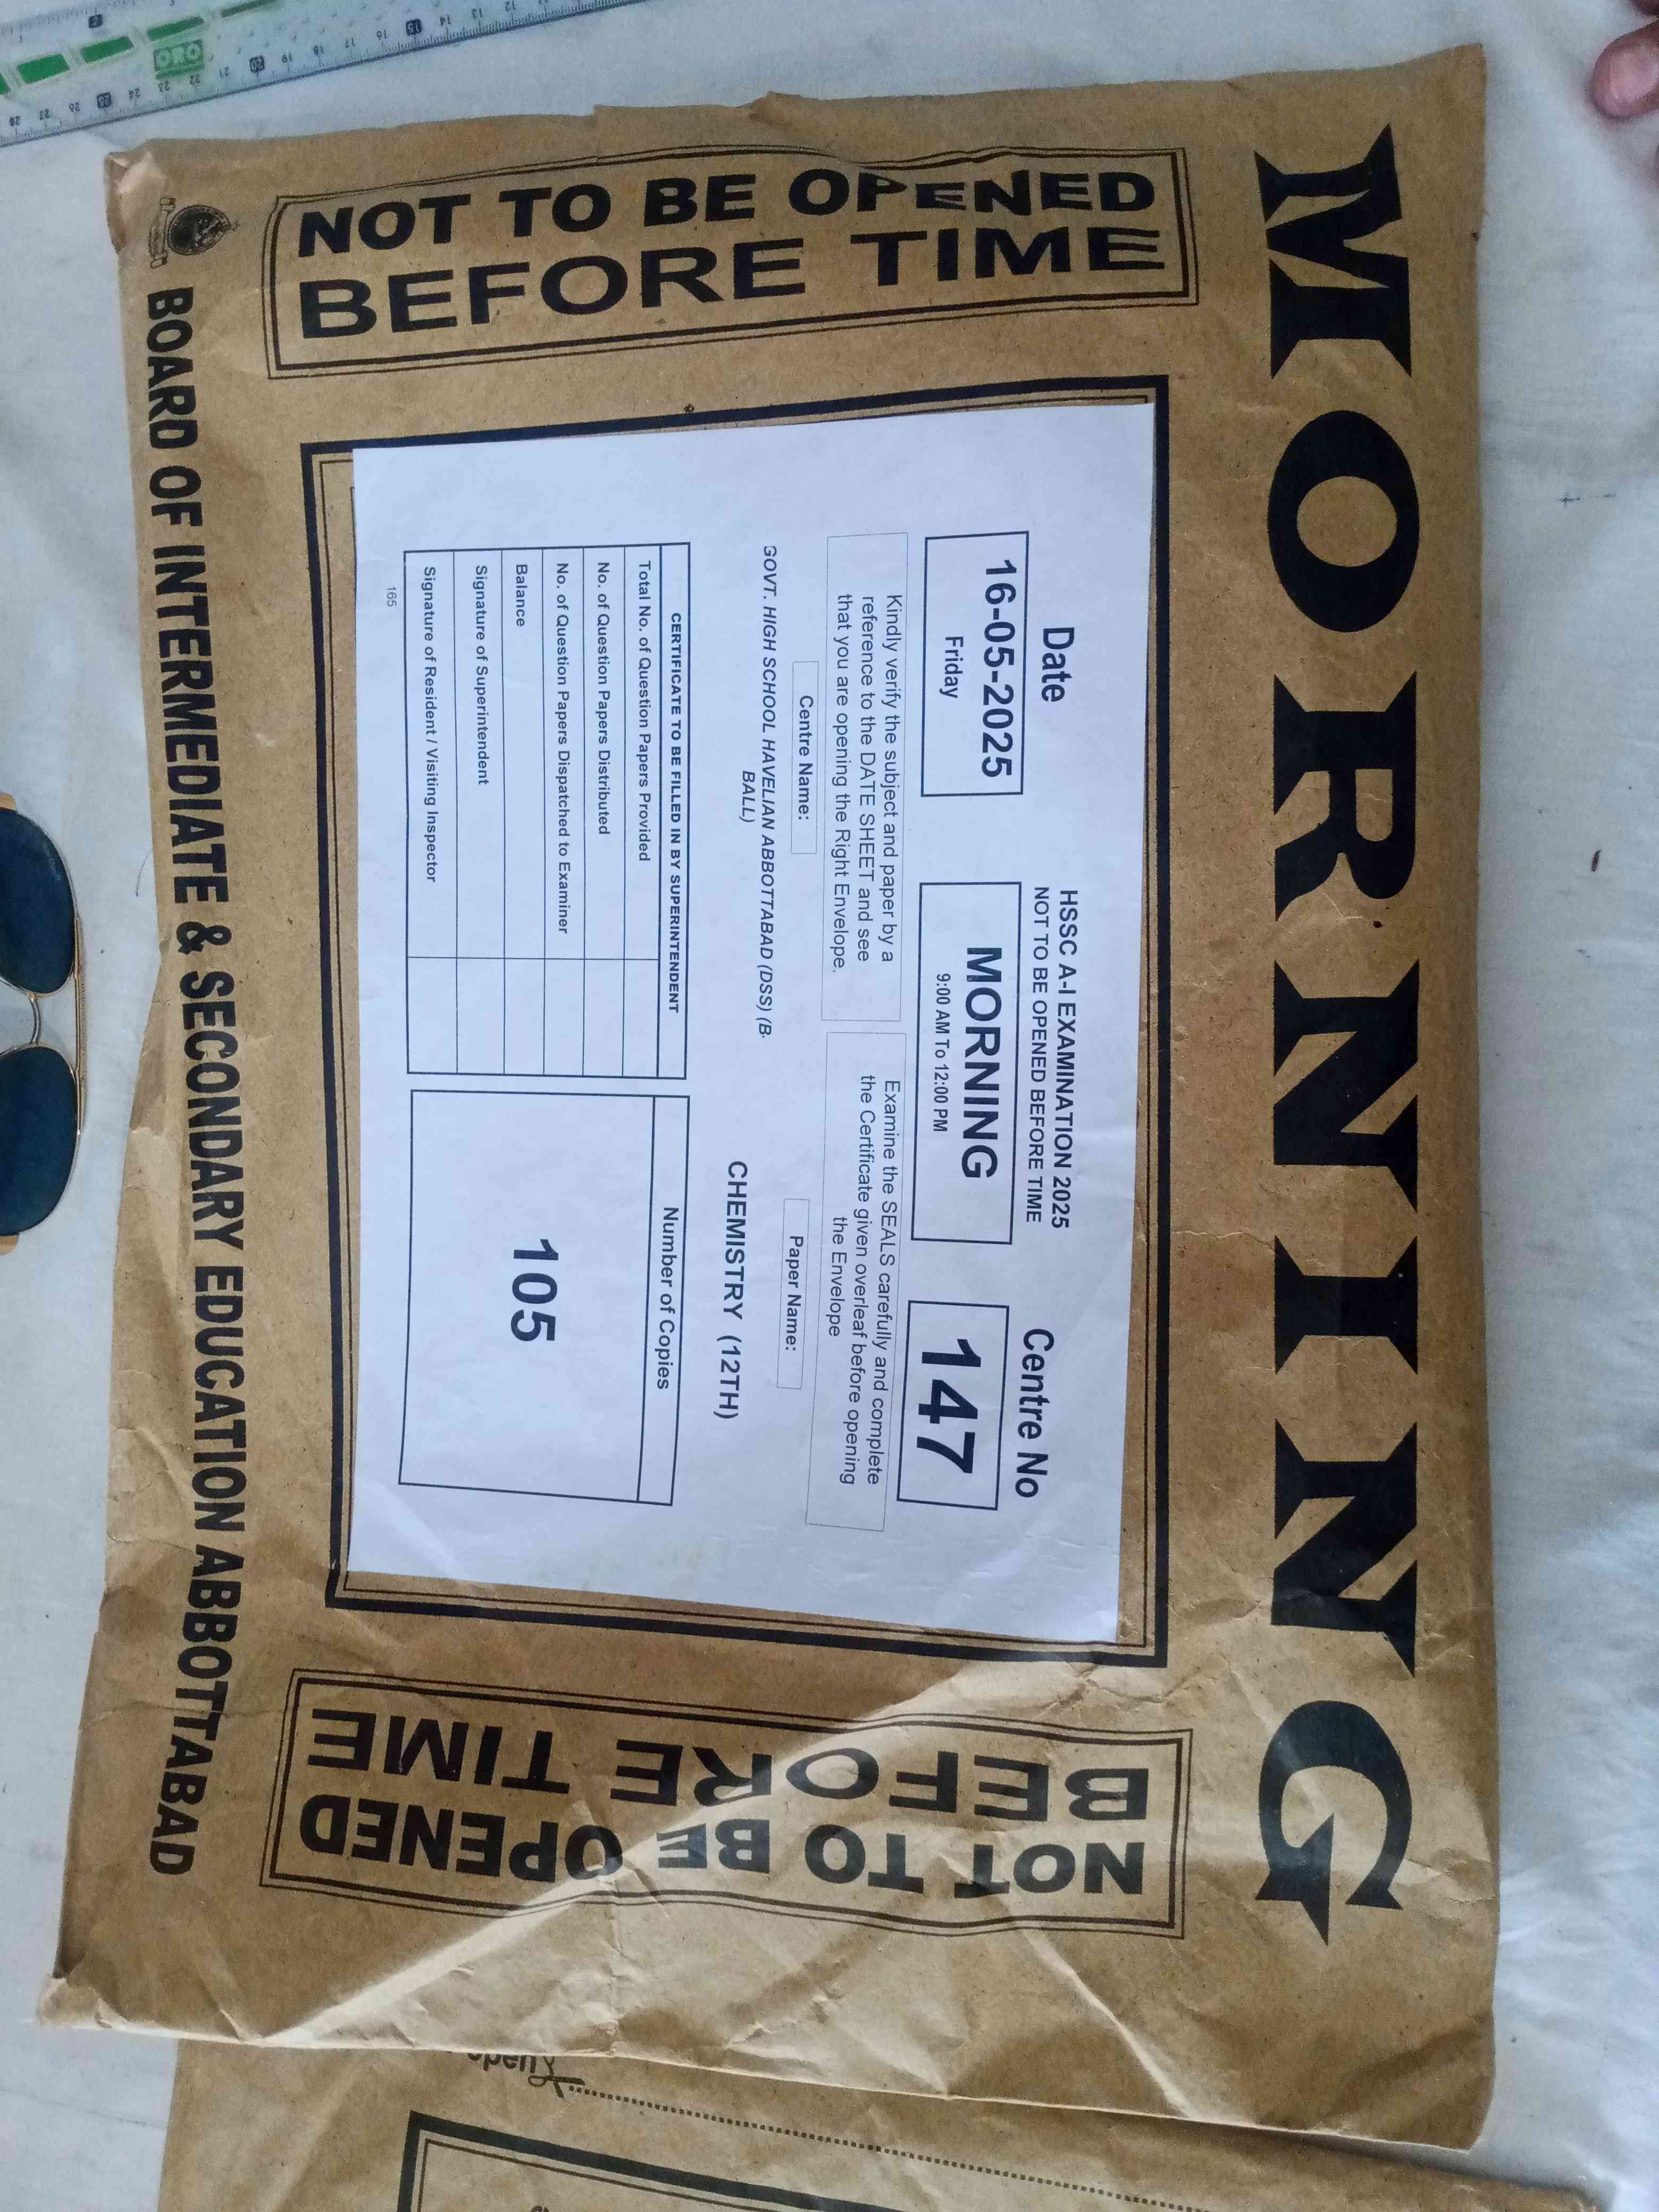 MORNING
NOT TO BE OPENED
BEFORE TIME
Date
16-05-2025
Friday
HSSC A-I EXAMINATION 2025
NOT TO BE OPENED BEFORE TIME
MORNING
9:00 AM To 12:00 PM
Centre No
147
Kindly verify the subject and paper by a
reference to the DATE SHEET and see
that you are opening the Right Envelope.
Examine the SEALS carefully and complete
the Certificate given overleaf before opening
the Envelope
Centre Name:
GOVT. HIGH SCHOOL HAVELIAN ABBOTTABAD (DSS) (B-
BALL)
Paper Name:
CHEMISTRY (12TH)
CERTIFICATE TO BE FILLED IN BY SUPERINTENDENT
Total No. of Question Papers Provided
No. of Question Papers Distributed
No. of Question Papers Dispatched to Examiner
Balance
Signature of Superintendent
Signature of Resident / Visiting Inspector
Number of Copies
105
165
NOT TO BE OPENED
BEFORE TIME
BOARD OF INTERMEDIATE & SECONDARY EDUCATION ABBOTTABAD
ORO